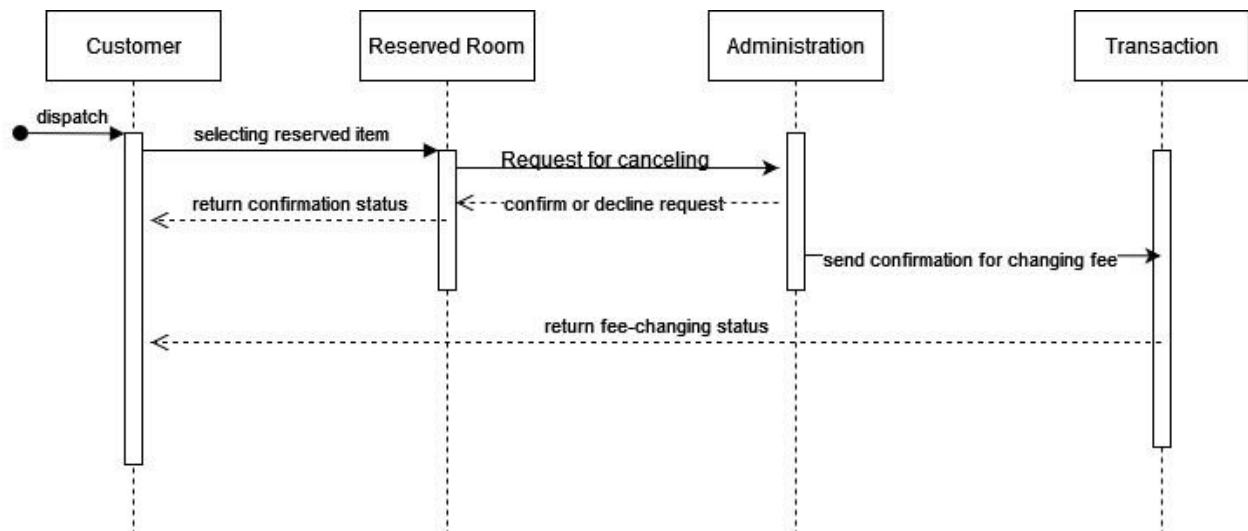 Customer
Reserved Room
Administration
Transaction
dispatch
selecting reserved item
Request for canceling
return confirmation status
confirm or decline request
send confirmation for changing fee
return fee-changing status